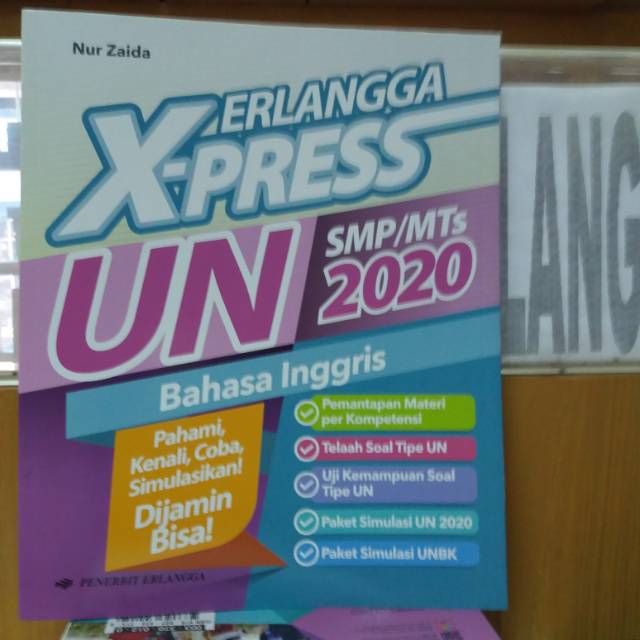 Nur Zaida
ERLANGGA
X-PRESS
UN
SMP/MTs
2020
Bahasa Inggris
Pahami,
Kenali, Coba,
Simulasikan!
Dijamin
Bisa!
Pemantapan Materi
per Kompetensi
Telaah Soal Tipe UN
Uji Kemampuan Soal
Tipe UN
Paket Simulasi UN 2020
Paket Simulasi UNBK
PENERBIT ERLANGGA
LANG